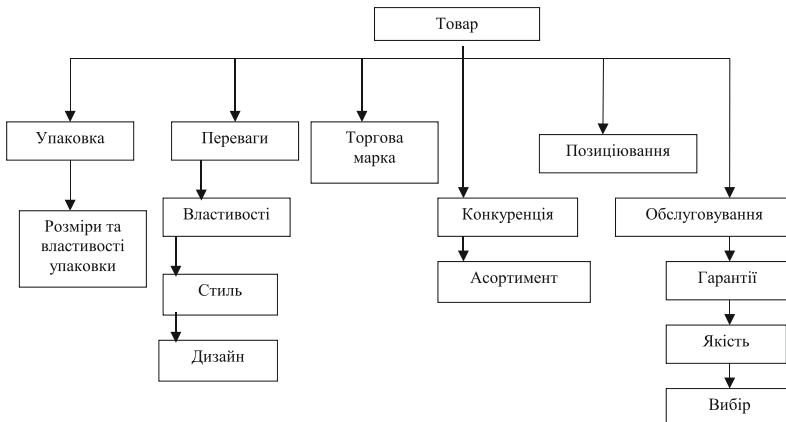 Товар
Упаковка
Переваги
Торгова
марка
Позиціювання
Властивості
Конкуренція
Обслуговування
Розміри та
властивості
упаковки
Стиль
Асортимент
Гарантії
Дизайн
Якість
Вибір